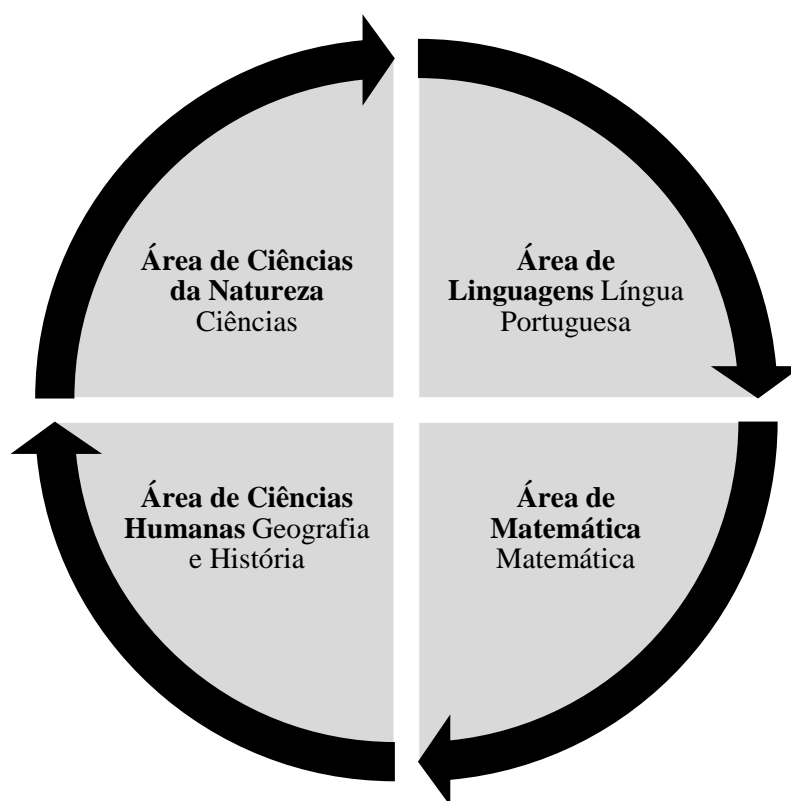 Área de Ciências
da Natureza
Ciências
Área de
Linguagens Língua
Portuguesa
Área de Ciências
Humanas Geografia
e História
Área de
Matemática
Matemática